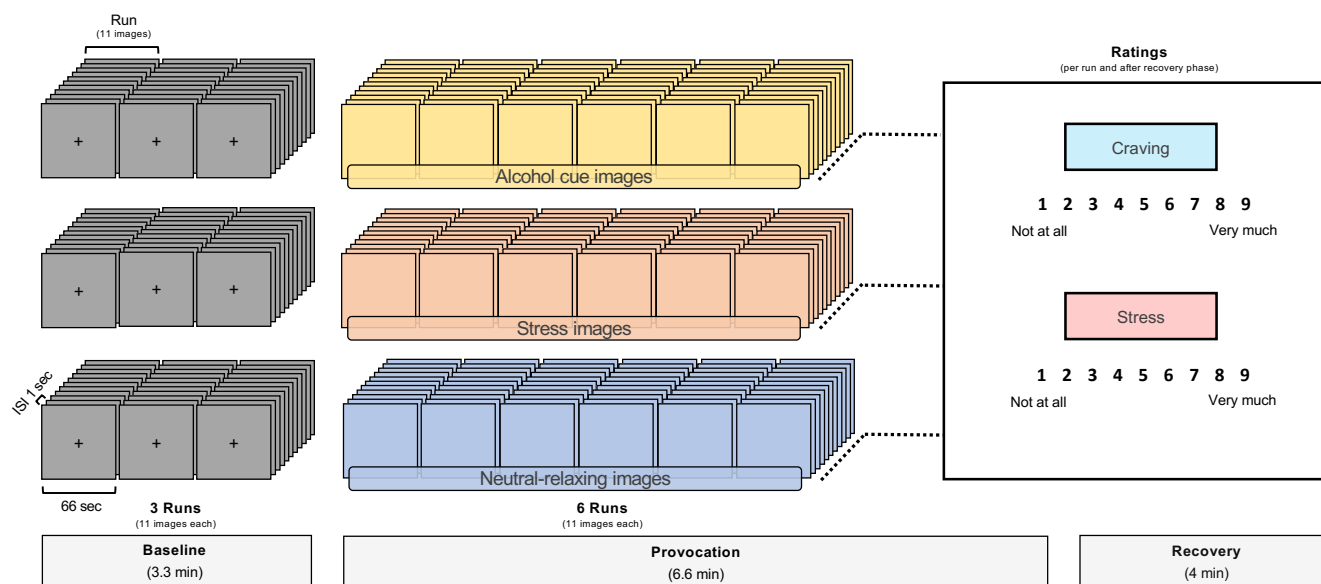 Run
(11 images)
+ + +
Alcohol cue images
+ + +
Stress images
ISI 1 sec
+ + +
Neutral-relaxing images
66 sec
3 Runs
(11 images each)
6 Runs
(11 images each)
Ratings
(per run and after recovery phase)
Craving
1 2 3 4 5 6 7 8 9
Not at all Very much
Stress
1 2 3 4 5 6 7 8 9
Not at all Very much
Baseline
(3.3 min)
Provocation
(6.6 min)
Recovery
(4 min)